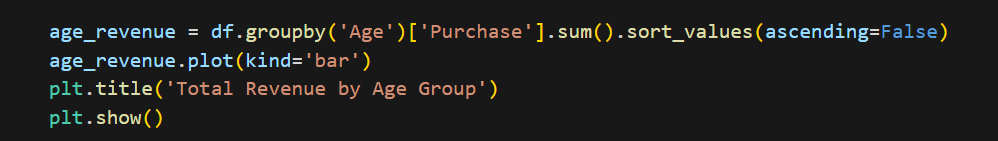 age_revenue = df.groupby('Age')['Purchase'].sum().sort_values(ascending=False)
age_revenue.plot(kind='bar')
plt.title('Total Revenue by Age Group')
plt.show()